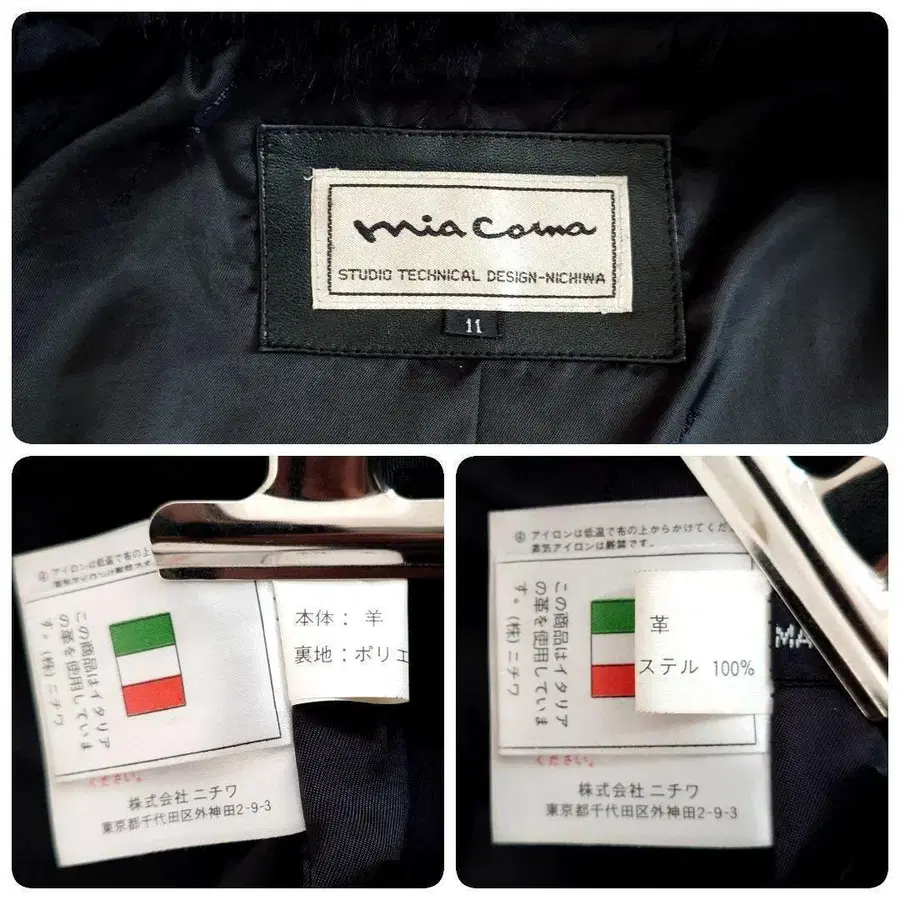 mia Coma
STUDIO TECHNICAL DESIGN-NICHIWA
11
アイロンは低温で布の上
この商品はイタリア
の革を使用していま
す。(株)ニチワ
本体: 羊
裏地:ポリエ
ください。
株式会社 ニチワ
東京都千代田区外神田2-9-3
④ アイロンは低温で布の上からかけてくだ
蒸気アイロンは厳禁です。
この商品はイタリア
の革を使用していま
す。(株)ニチワ
革
ステル 100%
MA
ください。
株式会社 ニチワ
東京都千代田区外神田2-9-3